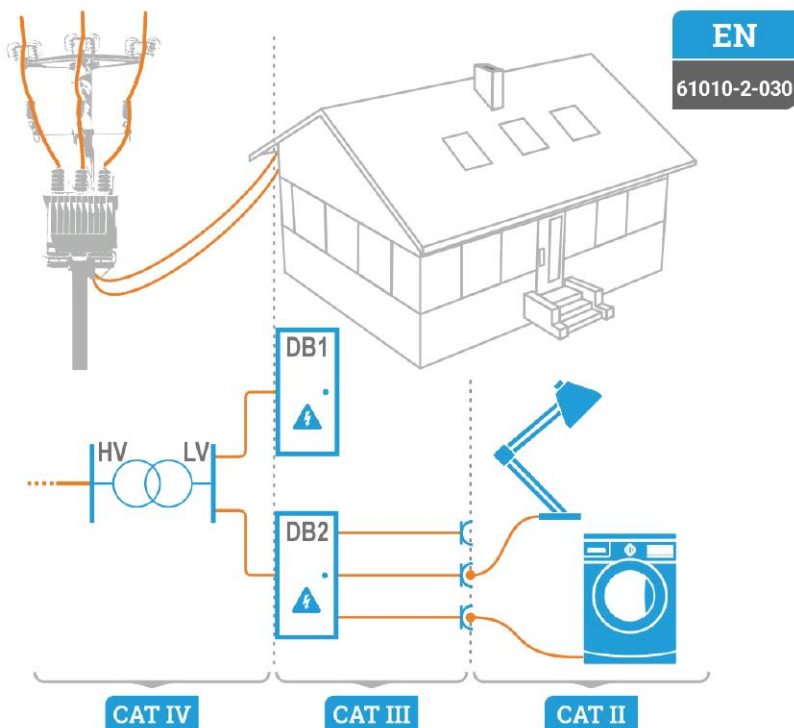 EN
61010-2-030
DB1
HV
LV
DB2
CAT IV
CAT III
CAT II